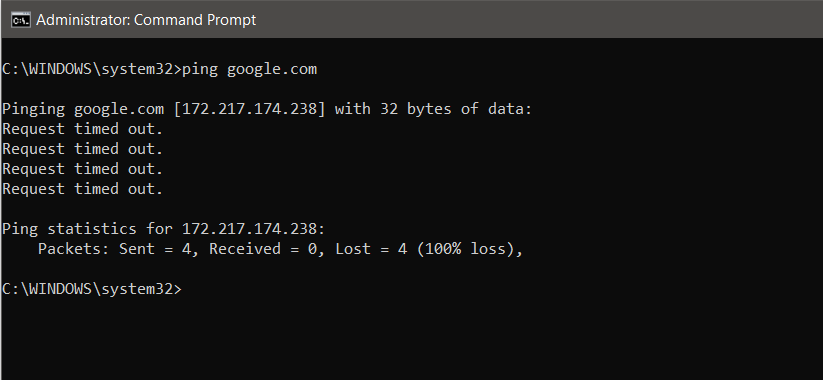 Administrator: Command Prompt
C:\WINDOWS\system32>ping google.com
Pinging google.com [172.217.174.238] with 32 bytes of data:
Request timed out.
Request timed out.
Request timed out.
Request timed out.
Ping statistics for 172.217.174.238:
    Packets: Sent = 4, Received = 0, Lost = 4 (100% loss),
C:\WINDOWS\system32>